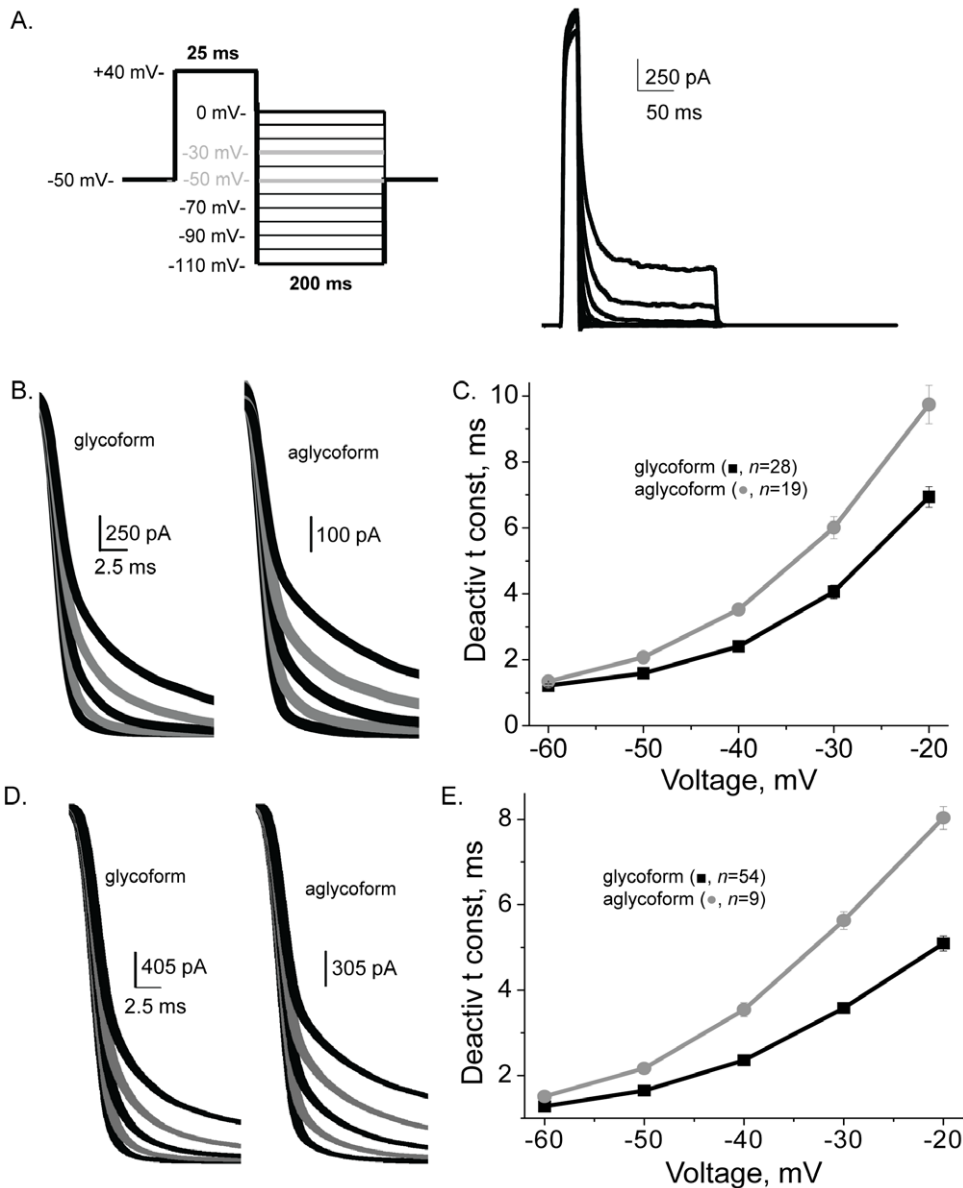 A.
25 ms
+40 mV-
0 mV-
-30 mV-
-50 mV-
-50 mV-
-70 mV-
-90 mV-
-110 mV-
200 ms
250 pA
50 ms
B.
glycoform
250 pA
2.5 ms
aglycoform
100 pA
C.
Deactiv t const, ms
10
8
6
4
2
0
glycoform (■, n=28)
aglycoform (●, n=19)
-60 -50 -40 -30 -20
Voltage, mV
D.
glycoform
405 pA
2.5 ms
aglycoform
305 pA
E.
Deactiv t const, ms
8
6
4
2
glycoform (■, n=54)
aglycoform (●, n=9)
-60 -50 -40 -30 -20
Voltage, mV